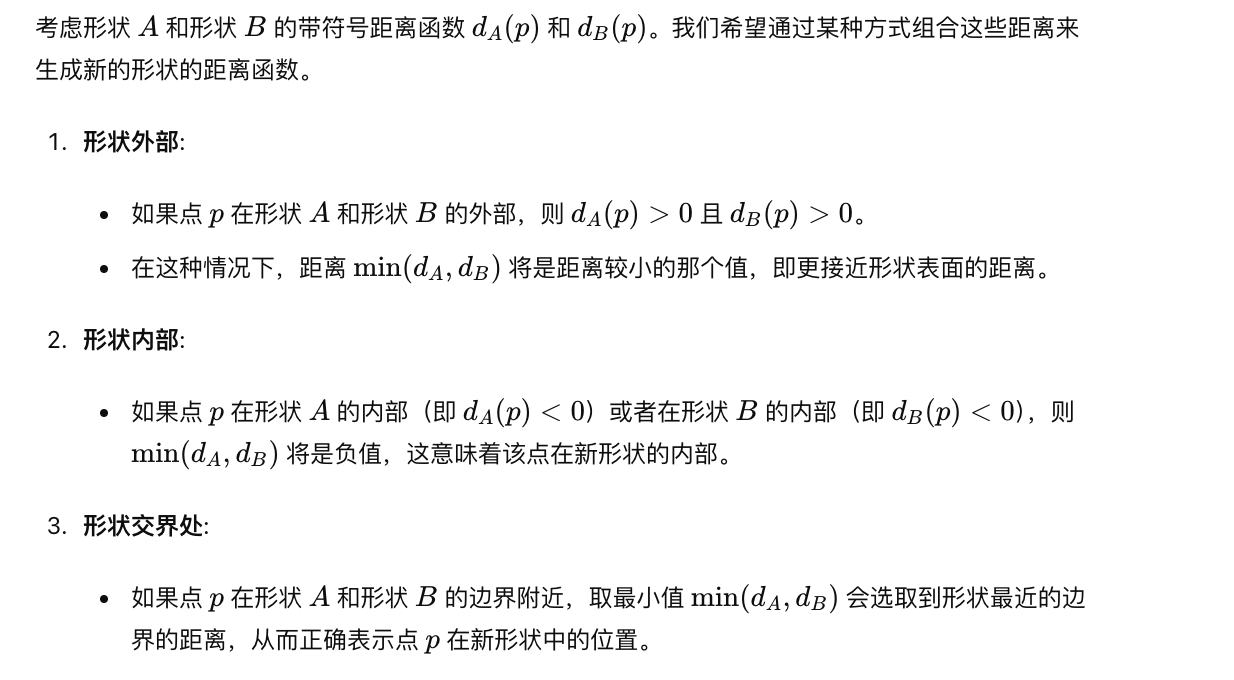 考虑形状 A 和形状 B 的带符号距离函数 d_A(p) 和 d_B(p)。我们希望通过某种方式组合这些距离来
生成新的形状的距离函数。
1. 形状外部:
• 如果点 p 在形状 A 和形状 B 的外部，则 d_A(p) > 0 且 d_B(p) > 0。
• 在这种情况下，距离 min(d_A, d_B) 将是距离较小的那个值，即更接近形状表面的距离。
2. 形状内部:
• 如果点 p 在形状 A 的内部（即 d_A(p) < 0）或者在形状 B 的内部（即 d_B(p) < 0），则
min(d_A, d_B) 将是负值，这意味着该点在新形状的内部。
3. 形状交界处:
• 如果点 p 在形状 A 和形状 B 的边界附近，取最小值 min(d_A, d_B) 会选取到形状最近的边
界的距离，从而正确表示点 p 在新形状中的位置。